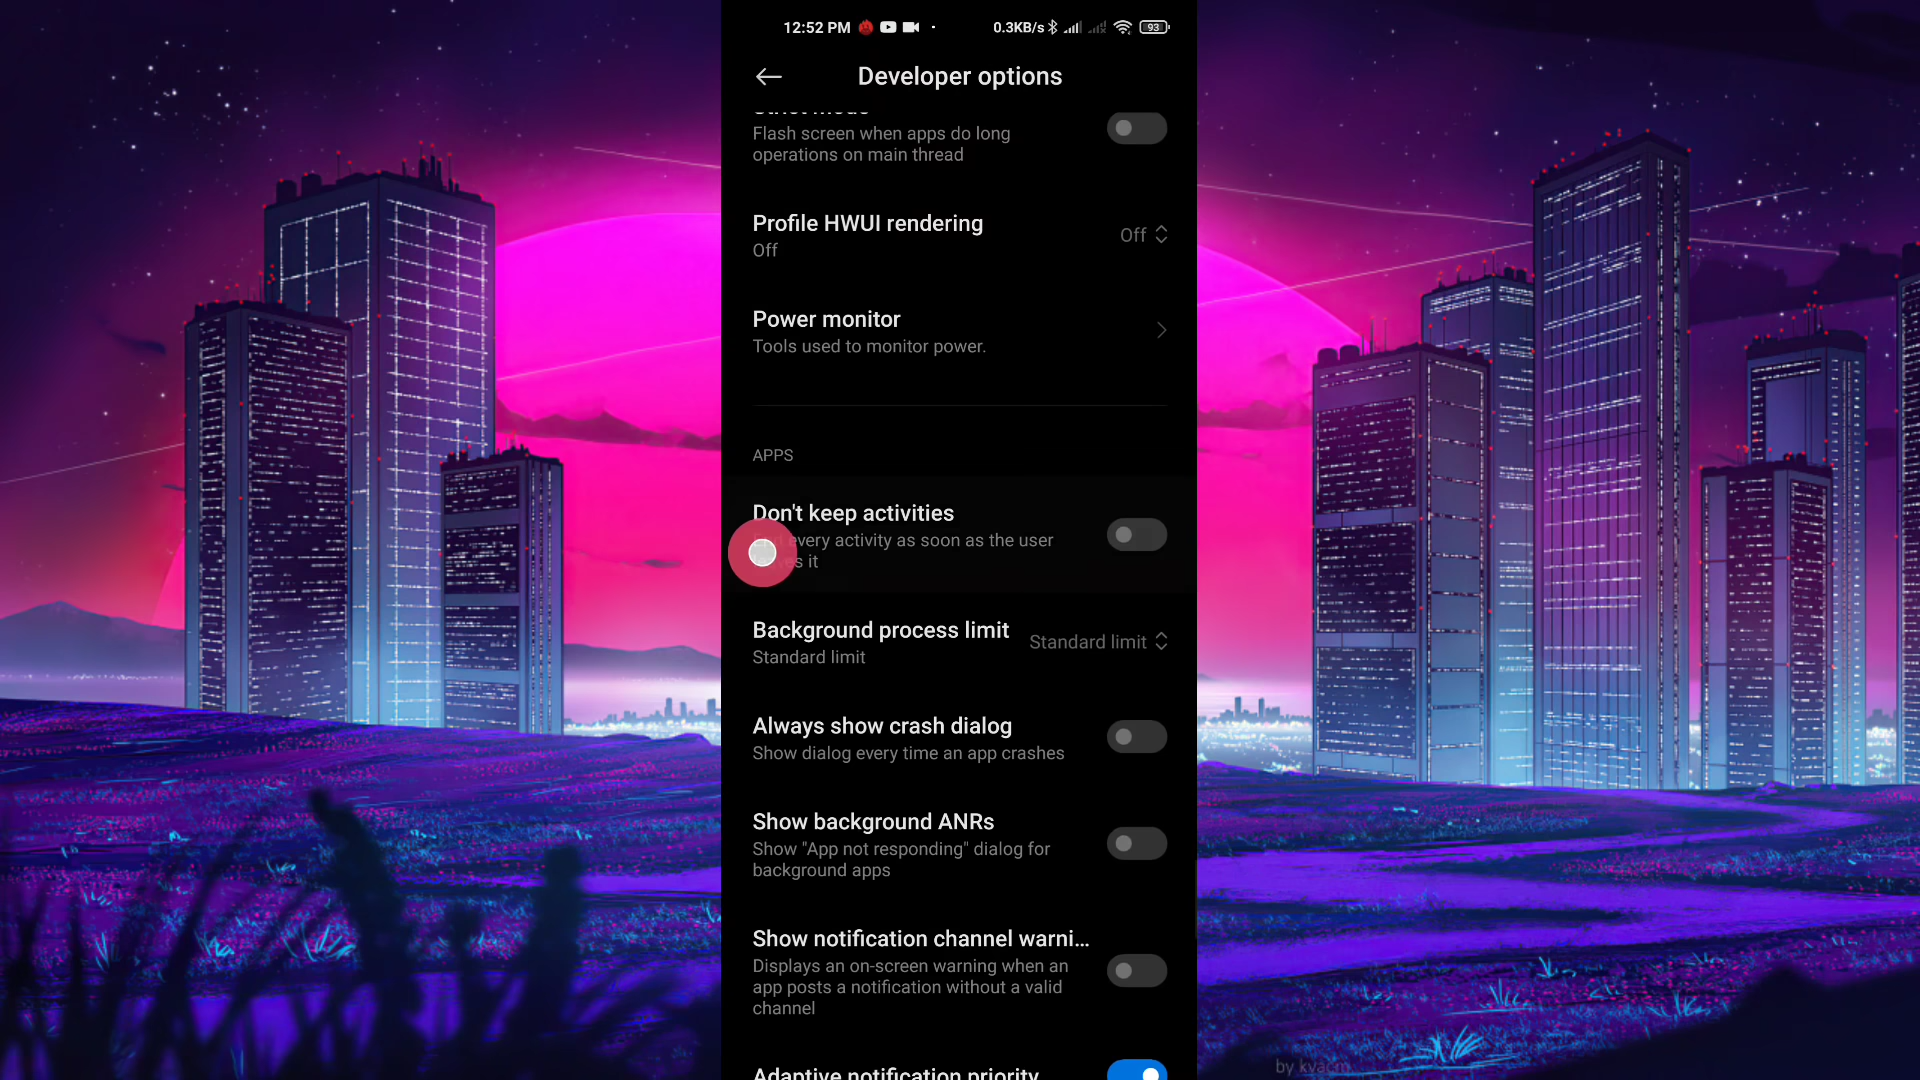 12:52 PM
0.3KB/s
93
Developer options
Strict mode
Flash screen when apps do long
operations on main thread
Profile HWUI rendering
Off
Off
Power monitor
Tools used to monitor power.
APPS
Don't keep activities
every activity as soon as the user
it
Background process limit
Standard limit
Standard limit
Always show crash dialog
Show dialog every time an app crashes
Show background ANRs
Show "App not responding" dialog for
background apps
Show notification channel warni...
Displays an on-screen warning when an
app posts a notification without a valid
channel
Adaptive notification priority
by kvacm